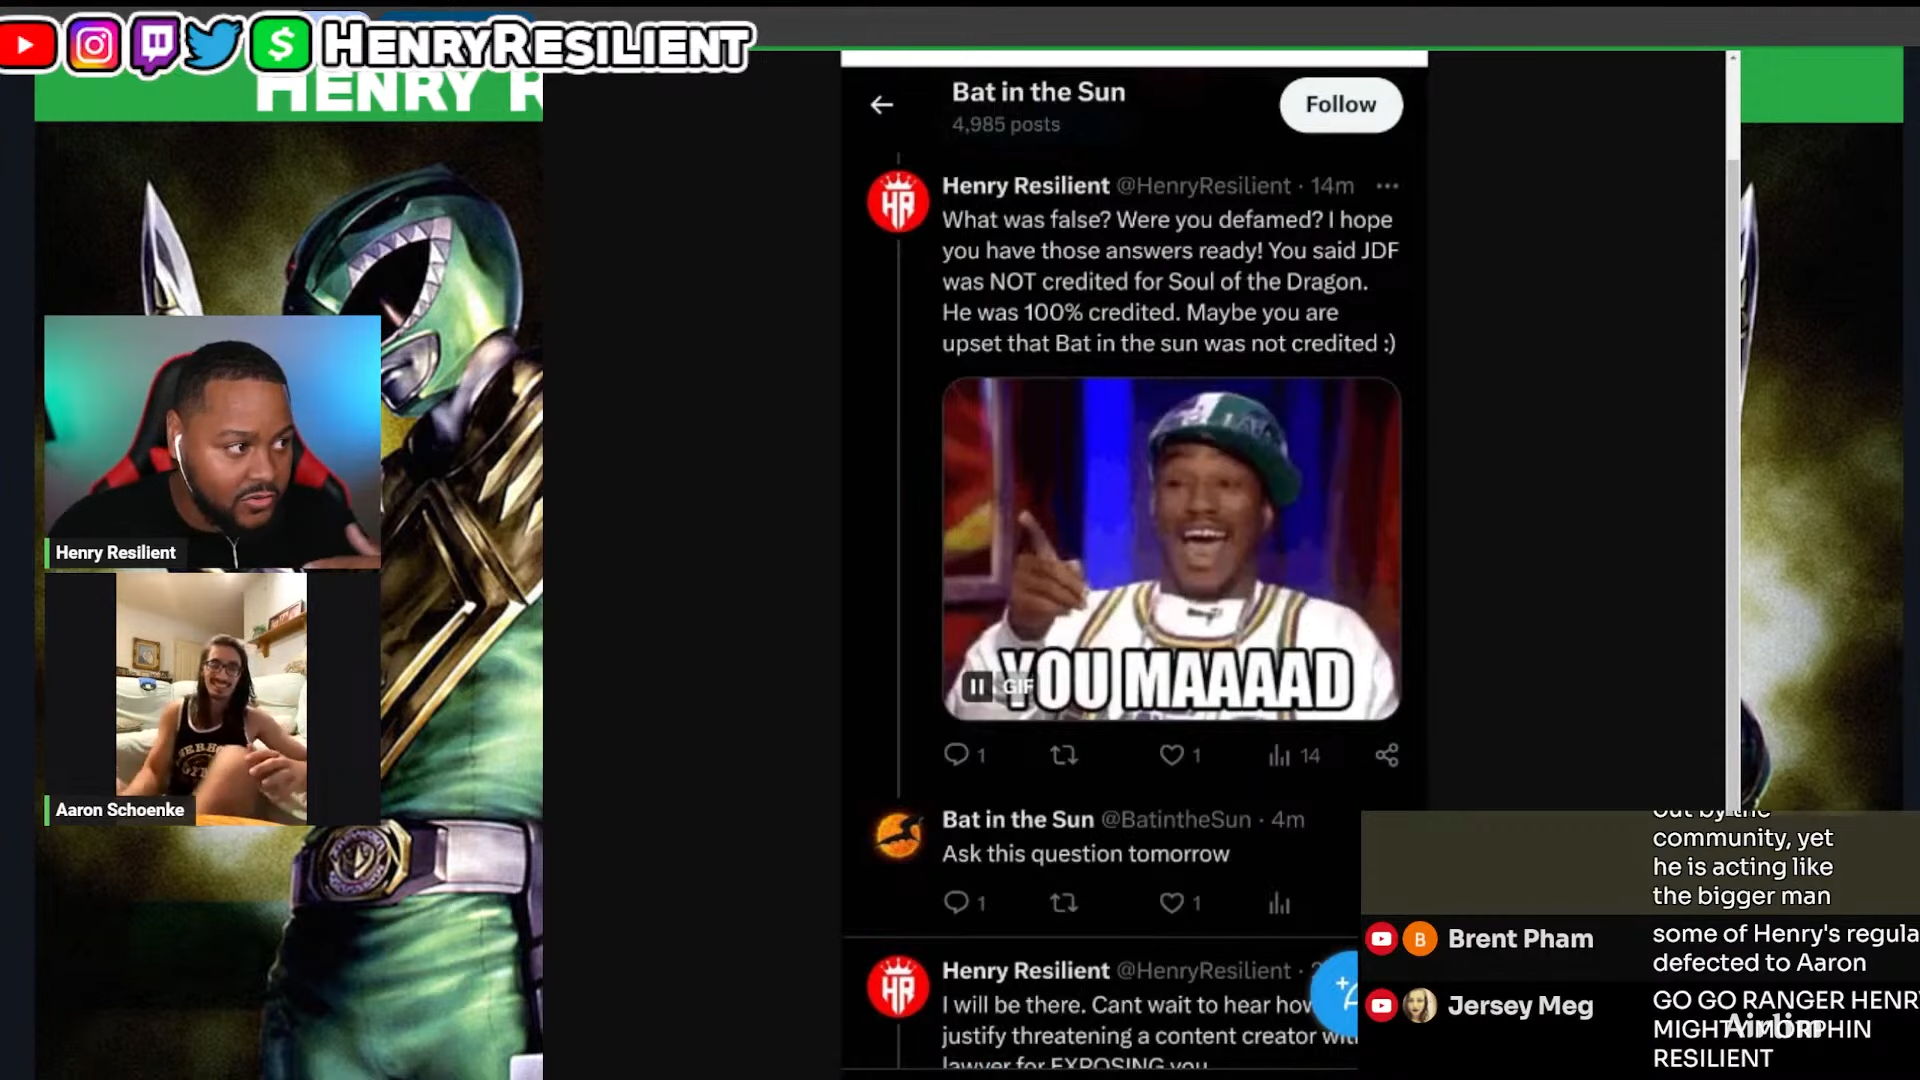 HENRYRESILIENT
HENRY R
Bat in the Sun
4,985 posts
Follow
Henry Resilient @HenryResilient · 14m
What was false? Were you defamed? I hope
you have those answers ready! You said JDF
was NOT credited for Soul of the Dragon.
He was 100% credited. Maybe you are
upset that Bat in the sun was not credited :)
YOU MAAAAD
GIF
1
1
14
Bat in the Sun @BatintheSun · 4m
Ask this question tomorrow
1
1
Henry Resilient @HenryResilient ·
I will be there. Cant wait to hear how
justify threatening a content creator
lawyer for EXPOSING you
Henry Resilient
Aaron Schoenke
out by the
community, yet
he is acting like
the bigger man
B
Brent Pham
some of Henry's regula
defected to Aaron
Jersey Meg
GO GO RANGER HENRY
MIGHTY MORPHIN
RESILIENT